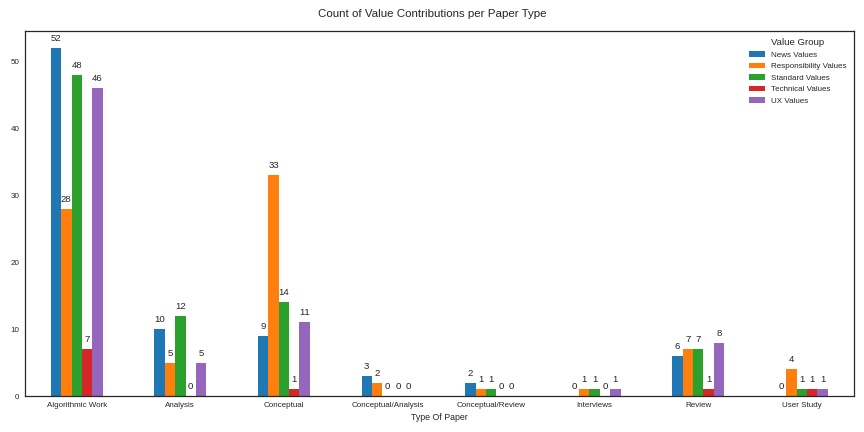 Count of Value Contributions per Paper Type
Value Group
News Values
Responsibility Values
Standard Values
Technical Values
UX Values
50
40
30
20
10
0
52 28 48 7 46
10 5 12 0 5
9 33 14 1 11
3 2 0 0 0
2 1 1 0 0
0 1 1 0 1
6 7 7 1 8
0 4 1 1 1
Algorithmic Work Analysis Conceptual Conceptual/Analysis Conceptual/Review Interviews Review User Study
Type Of Paper